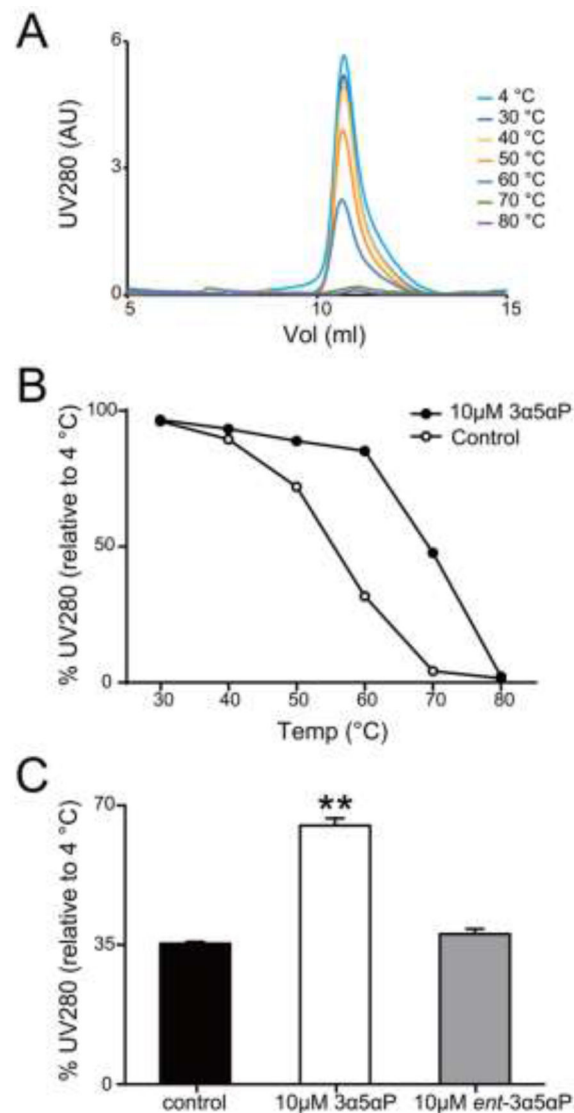 A
6
3
0
UV280 (AU)
5
10
15
Vol (ml)
4 °C
30 °C
40 °C
50 °C
60 °C
70 °C
80 °C
B
100
50
0
% UV280 (relative to 4 °C)
10µM 3α5αP
Control
30
40
50
60
70
80
Temp (°C)
C
70
35
0
% UV280 (relative to 4 °C)
**
control
10µM 3α5αP
10µM ent-3α5αP